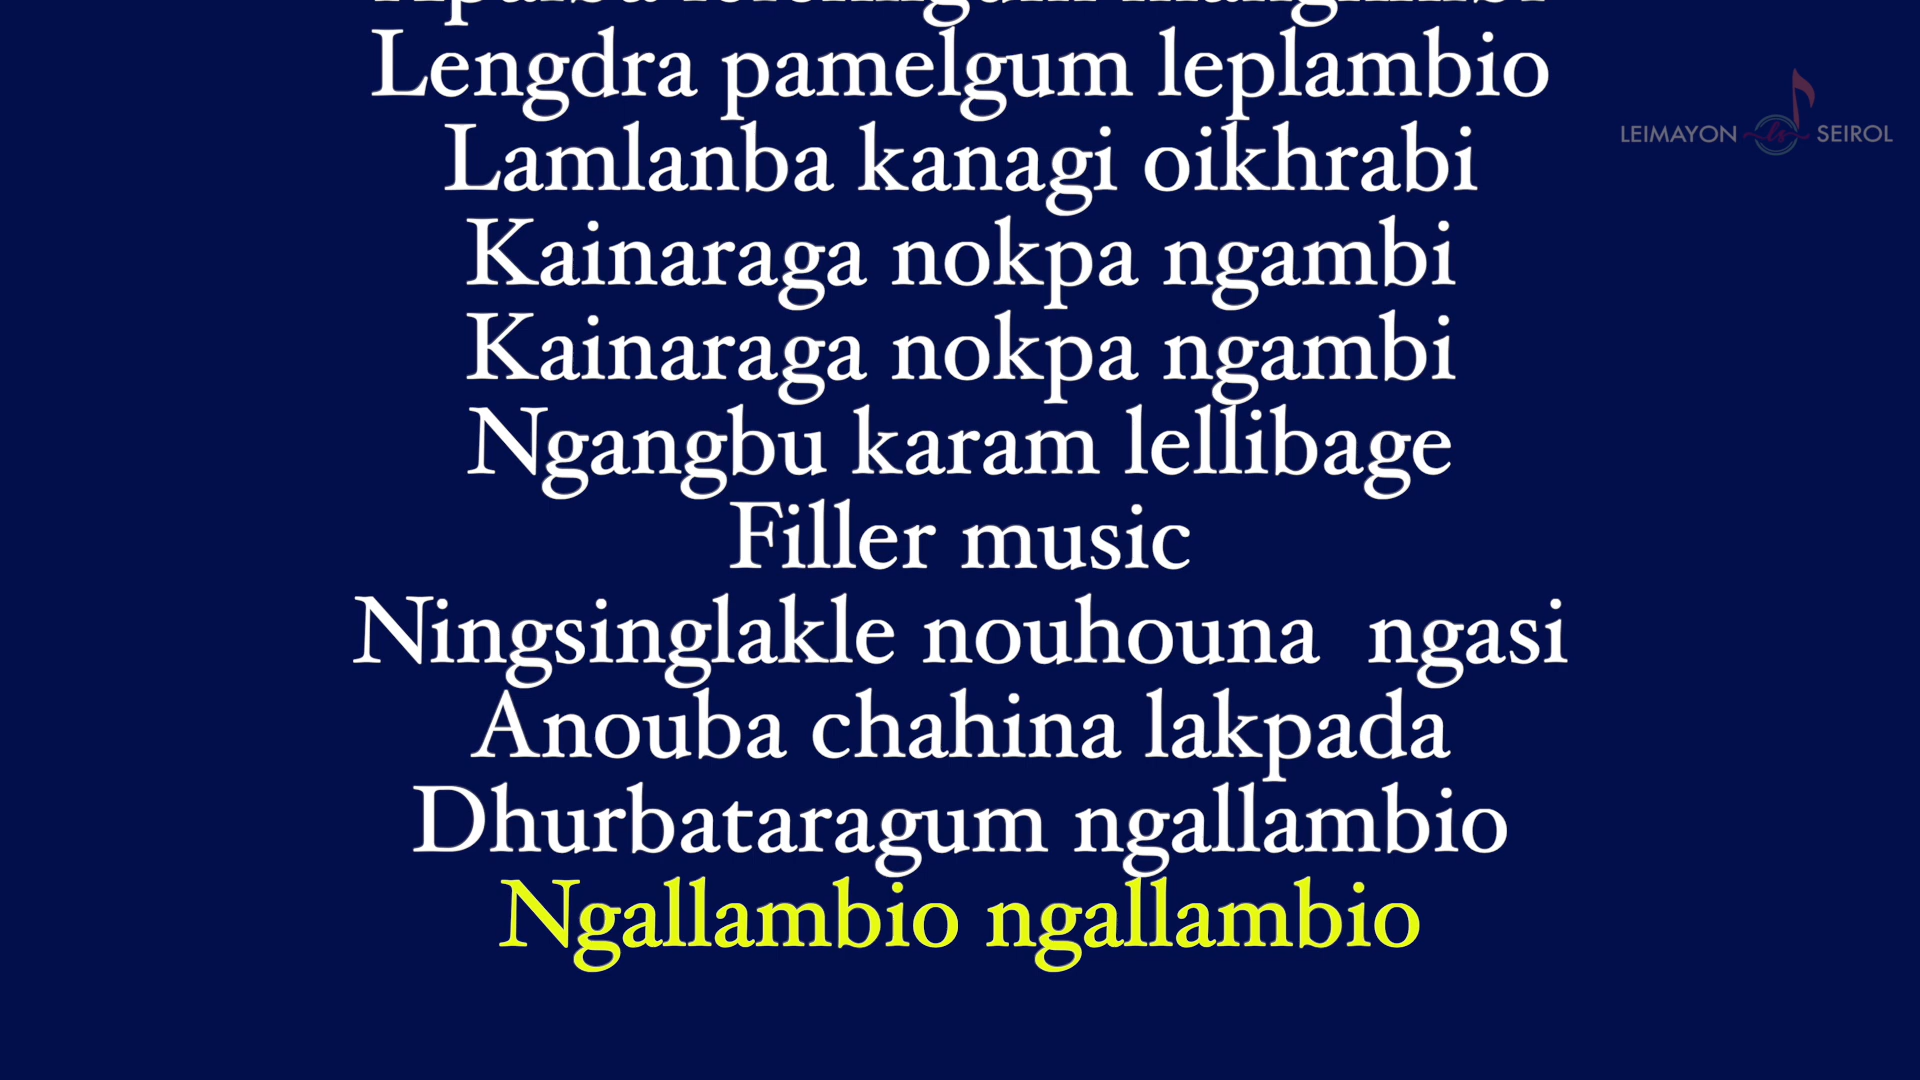 Lengdra pamelgum leplambio
LEIMAYON ls SEIROL
Lamlanba kanagi oikhrabi
Kainaraga nokpa ngambi
Kainaraga nokpa ngambi
Ngangbu karam lellibage
Filler music
Ningsinglakle nouhouna  ngasi
Anouba chahina lakpada
Dhurbataragum ngallambio
Ngallambio ngallambio